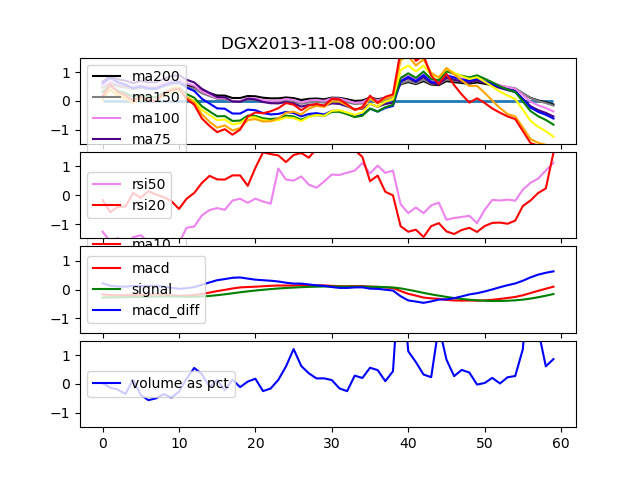 DGX2013-11-08 00:00:00
1
0
−1
ma200
ma150
ma100
ma75
1
0
−1
rsi50
rsi20
ma10
1
0
−1
macd
signal
macd_diff
1
0
−1
volume as pct
0 10 20 30 40 50 60